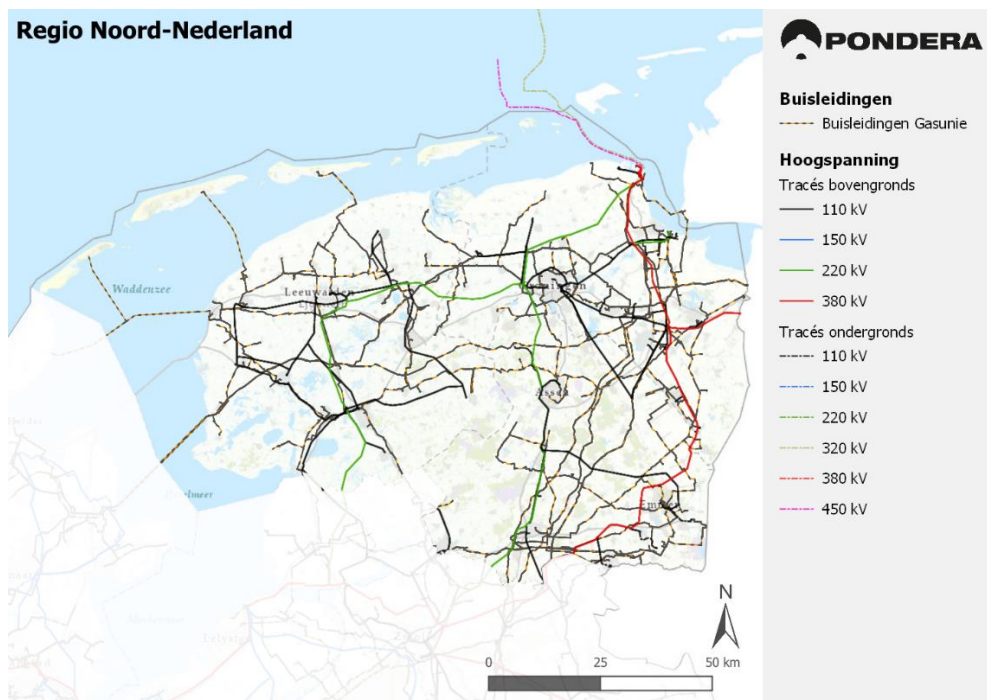 Regio Noord-Nederland
PONDERA
Buisleidingen
Buisleidingen Gasunie
Hoogspanning
Tracés bovengronds
110 kV
150 kV
220 kV
380 kV
Tracés ondergronds
110 kV
150 kV
220 kV
320 kV
380 kV
450 kV
Waddenzee
Leeuwarden
Groningen
Assen
Emmen
N
0 25 50 km